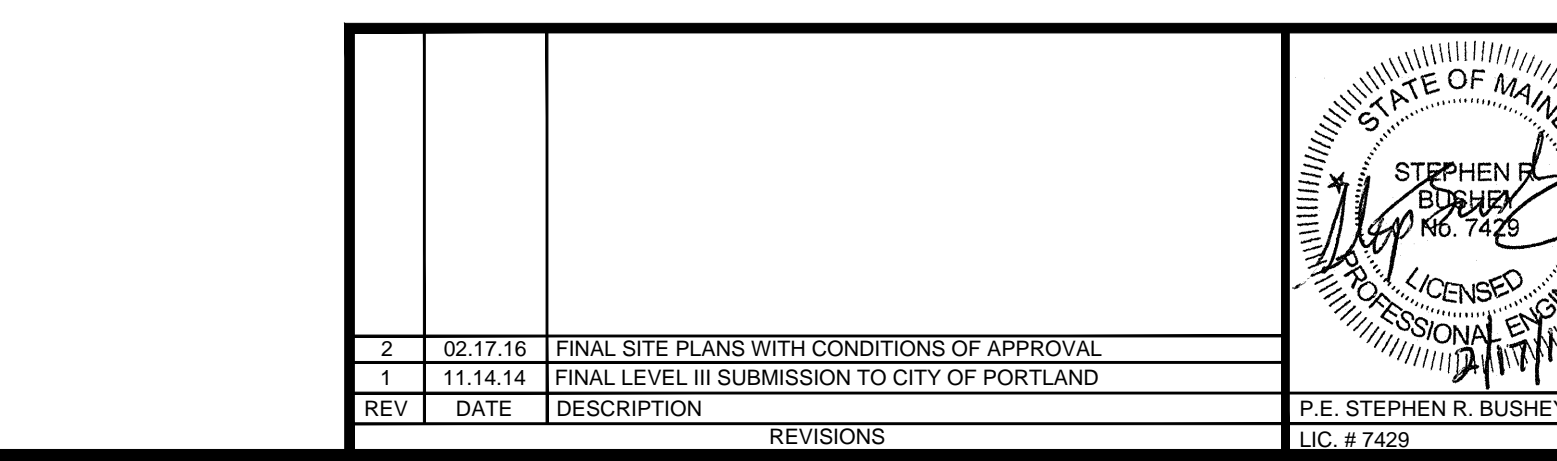 2 02.17.16 FINAL SITE PLANS WITH CONDITIONS OF APPROVAL
1 11.14.14 FINAL LEVEL III SUBMISSION TO CITY OF PORTLAND
REV DATE DESCRIPTION
REVISIONS
STATE OF
STEPHEN R.
BUSHEY
No. 7429
LICENSED
PROFESSIONAL
P.E. STEPHEN R. BUSHEY
LIC. # 7429